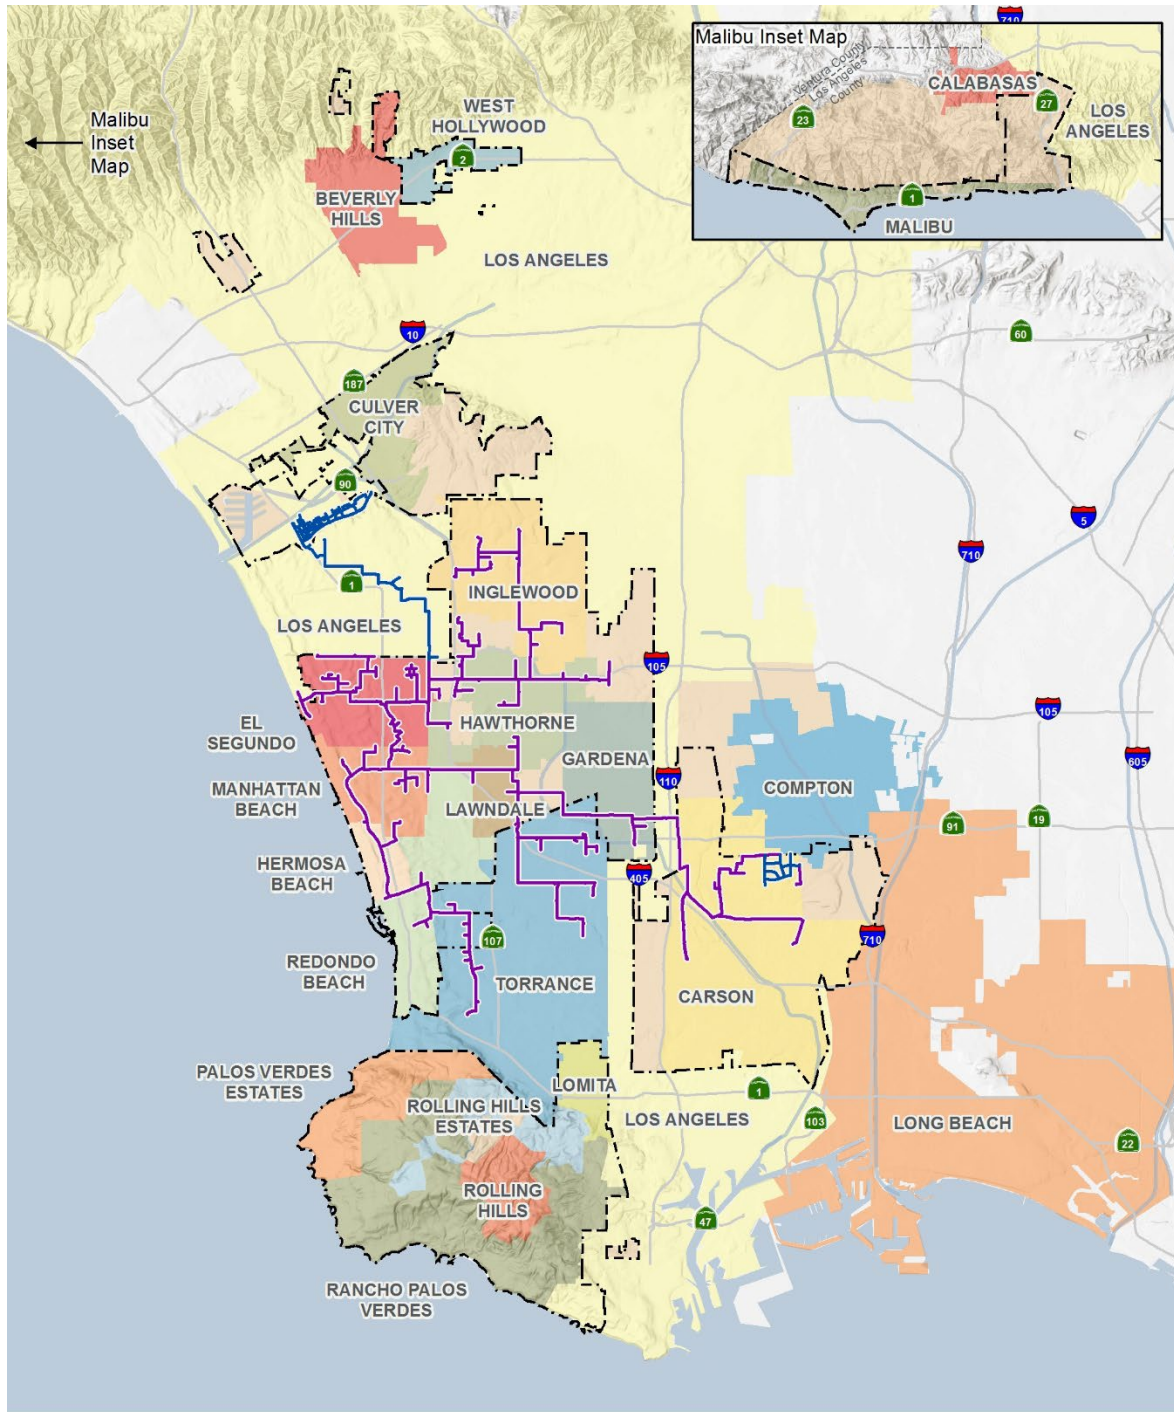 710
Malibu Inset Map
Ventura County
Los Angeles
County
CALABASAS
23
27
LOS
ANGELES
1
MALIBU
Malibu
Inset
Map
WEST
HOLLYWOOD
2
BEVERLY
HILLS
LOS ANGELES
10
60
187
CULVER
CITY
90
5
710
1
INGLEWOOD
LOS ANGELES
105
105
EL
SEGUNDO
HAWTHORNE
GARDENA
605
110
MANHATTAN
BEACH
COMPTON
LAWNDALE
91
19
HERMOSA
BEACH
405
107
710
REDONDO
BEACH
TORRANCE
CARSON
PALOS VERDES
ESTATES
LOMITA
1
ROLLING HILLS
ESTATES
LOS ANGELES
103
LONG BEACH
22
ROLLING
HILLS
47
RANCHO PALOS
VERDES